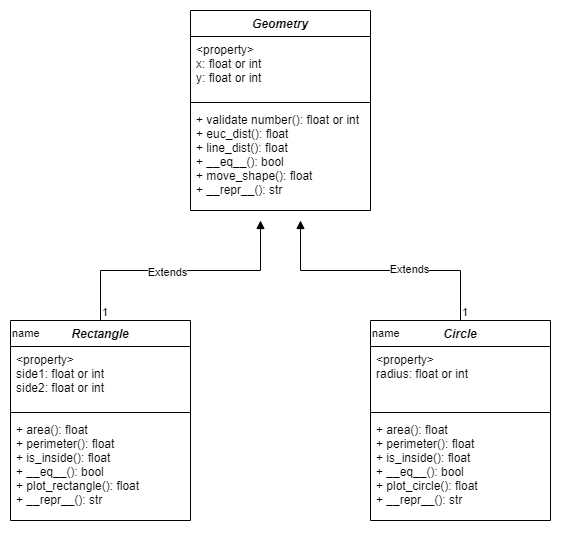 Geometry
<property>
x: float or int
y: float or int
+ validate number(): float or int
+ euc_dist(): float
+ line_dist(): float
+ __eq__(): bool
+ move_shape(): float
+ __repr__(): str
Extends
Extends
1
1
name Rectangle
<property>
side1: float or int
side2: float or int
+ area(): float
+ perimeter(): float
+ is_inside(): float
+ __eq__(): bool
+ plot_rectangle(): float
+ __repr__(): str
name Circle
<property>
radius: float or int
+ area(): float
+ perimeter(): float
+ is_inside(): float
+ __eq__(): bool
+ plot_circle(): float
+ __repr__(): str